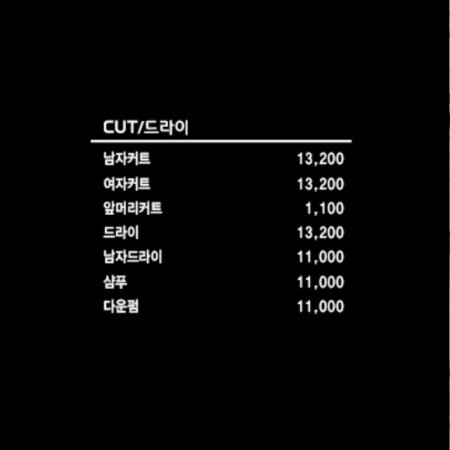 CUT/드라이
남자커트 13,200
여자커트 13,200
앞머리커트 1,100
드라이 13,200
남자드라이 11,000
샴푸 11,000
다운펌 11,000